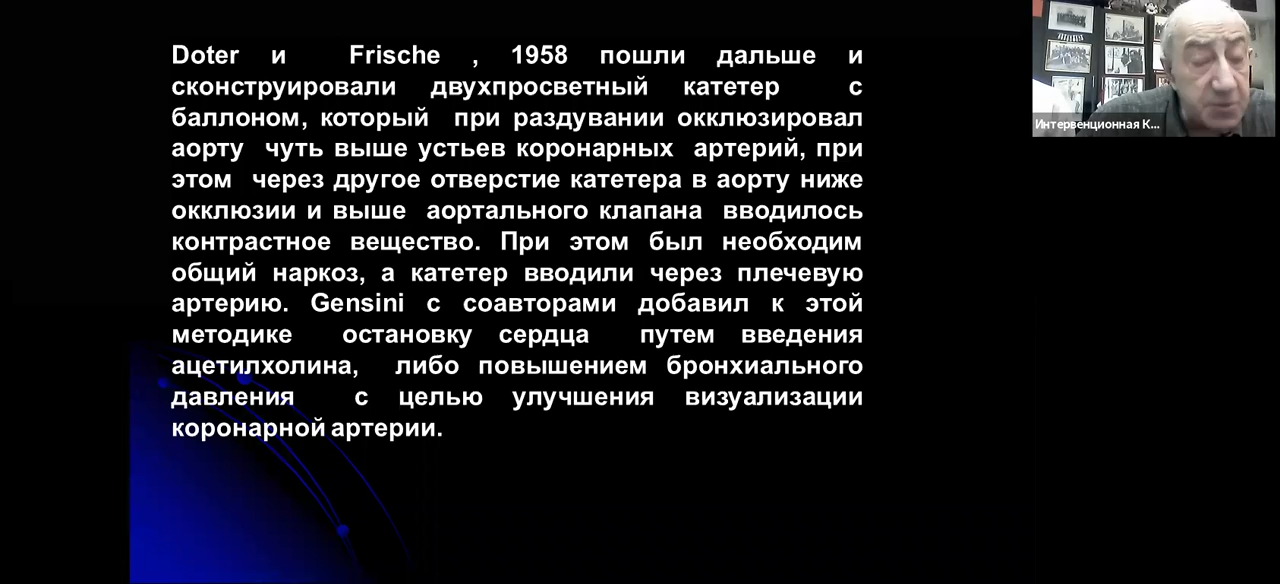 Doter и Frische , 1958 пошли дальше и
сконструировали двухпросветный катетер с
баллоном, который при раздувании окклюзировал
аорту чуть выше устьев коронарных артерий, при
этом через другое отверстие катетера в аорту ниже
окклюзии и выше аортального клапана вводилось
контрастное вещество. При этом был необходим
общий наркоз, а катетер вводили через плечевую
артерию. Gensini с соавторами добавил к этой
методике остановку сердца путем введения
ацетилхолина, либо повышением бронхиального
давления с целью улучшения визуализации
коронарной артерии.
Интервенционная К...